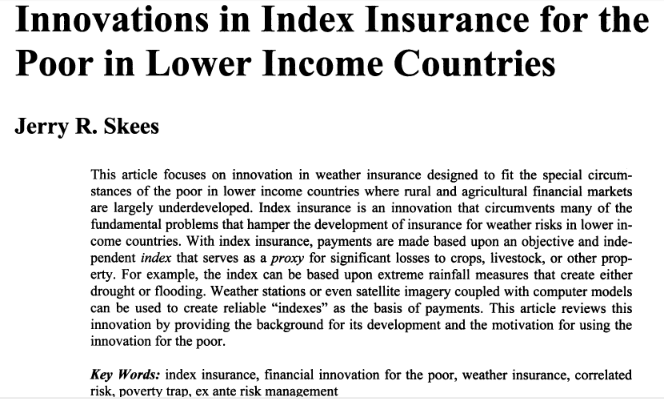 Innovations in Index Insurance for the
Poor in Lower Income Countries
Jerry R. Skees
This article focuses on innovation in weather insurance designed to fit the special circum-
stances of the poor in lower income countries where rural and agricultural financial markets
are largely underdeveloped. Index insurance is an innovation that circumvents many of the
fundamental problems that hamper the development of insurance for weather risks in lower in-
come countries. With index insurance, payments are made based upon an objective and inde-
pendent index that serves as a proxy for significant losses to crops, livestock, or other prop-
erty. For example, the index can be based upon extreme rainfall measures that create either
drought or flooding. Weather stations or even satellite imagery coupled with computer models
can be used to create reliable “indexes” as the basis of payments. This article reviews this
innovation by providing the background for its development and the motivation for using the
innovation for the poor.
Key Words: index insurance, financial innovation for the poor, weather insurance, correlated
risk, poverty trap, ex ante risk management